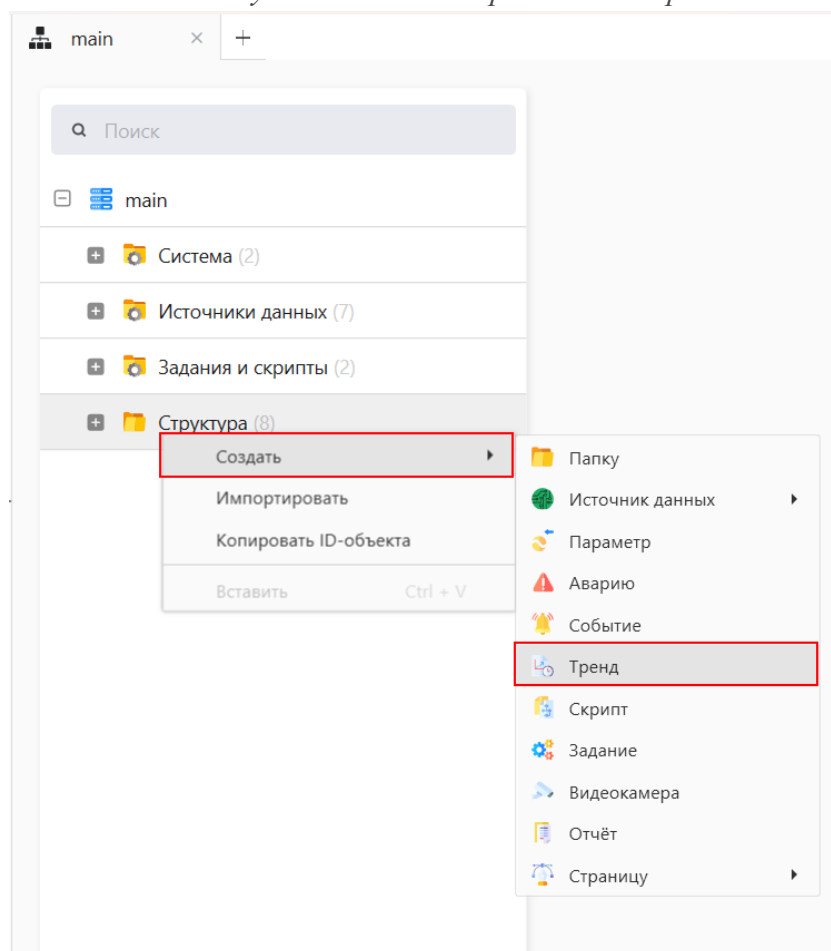 main × +
Поиск
main
Система (2)
Источники данных (7)
Задания и скрипты (2)
Структура (8)
Создать
Импортировать
Копировать ID-объекта
Вставить Ctrl + V
Папку
Источник данных
Параметр
Аварию
Событие
Тренд
Скрипт
Задание
Видеокамера
Отчёт
Страницу